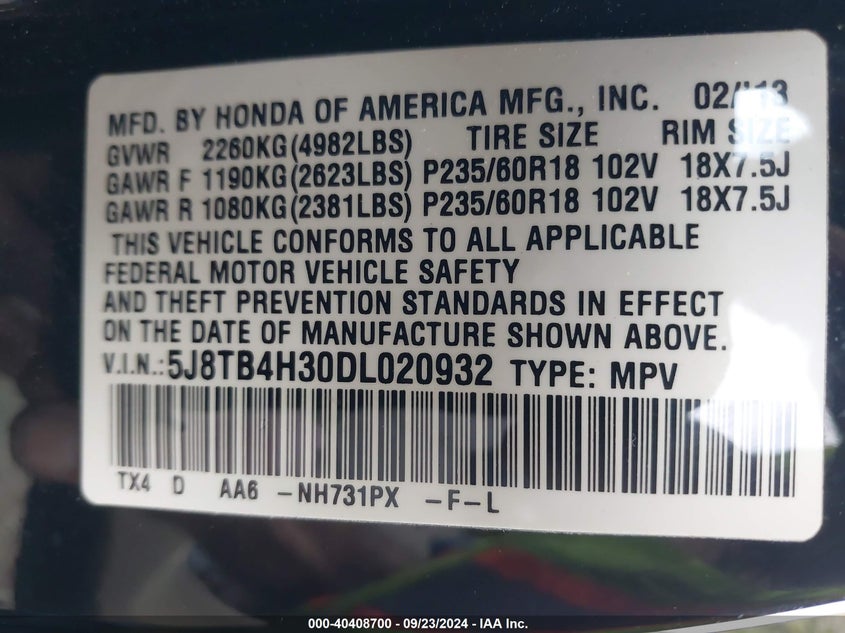 MFD. BY HONDA OF AMERICA MFG., INC. 02/'13
GVWR 2260KG(4982LBS) TIRE SIZE RIM SIZE
GAWR F 1190KG(2623LBS) P235/60R18 102V 18X7.5J
GAWR R 1080KG(2381LBS) P235/60R18 102V 18X7.5J
THIS VEHICLE CONFORMS TO ALL APPLICABLE
FEDERAL MOTOR VEHICLE SAFETY
AND THEFT PREVENTION STANDARDS IN EFFECT
ON THE DATE OF MANUFACTURE SHOWN ABOVE.
V.I.N.:5J8TB4H30DL020932 TYPE: MPV
TX4 D AA6 -NH731PX -F-L
000-40408700 - 09/23/2024 - IAA Inc.